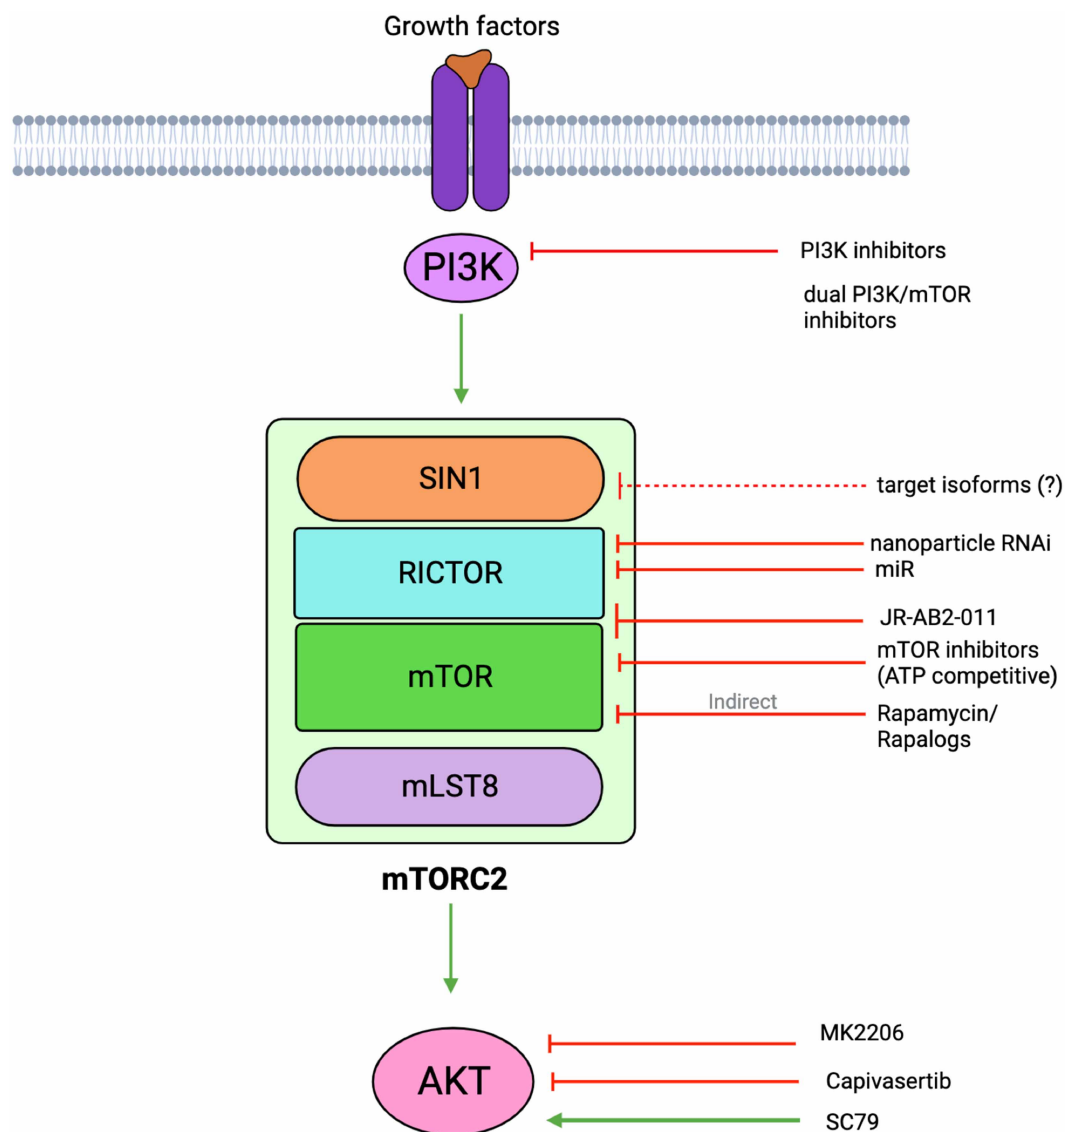 Growth factors
PI3K
PI3K inhibitors
dual PI3K/mTOR
inhibitors
SIN1
target isoforms (?)
RICTOR
nanoparticle RNAi
miR
JR-AB2-011
mTOR
mTOR inhibitors
(ATP competitive)
Indirect
Rapamycin/
Rapalogs
mLST8
mTORC2
AKT
MK2206
Capivasertib
SC79